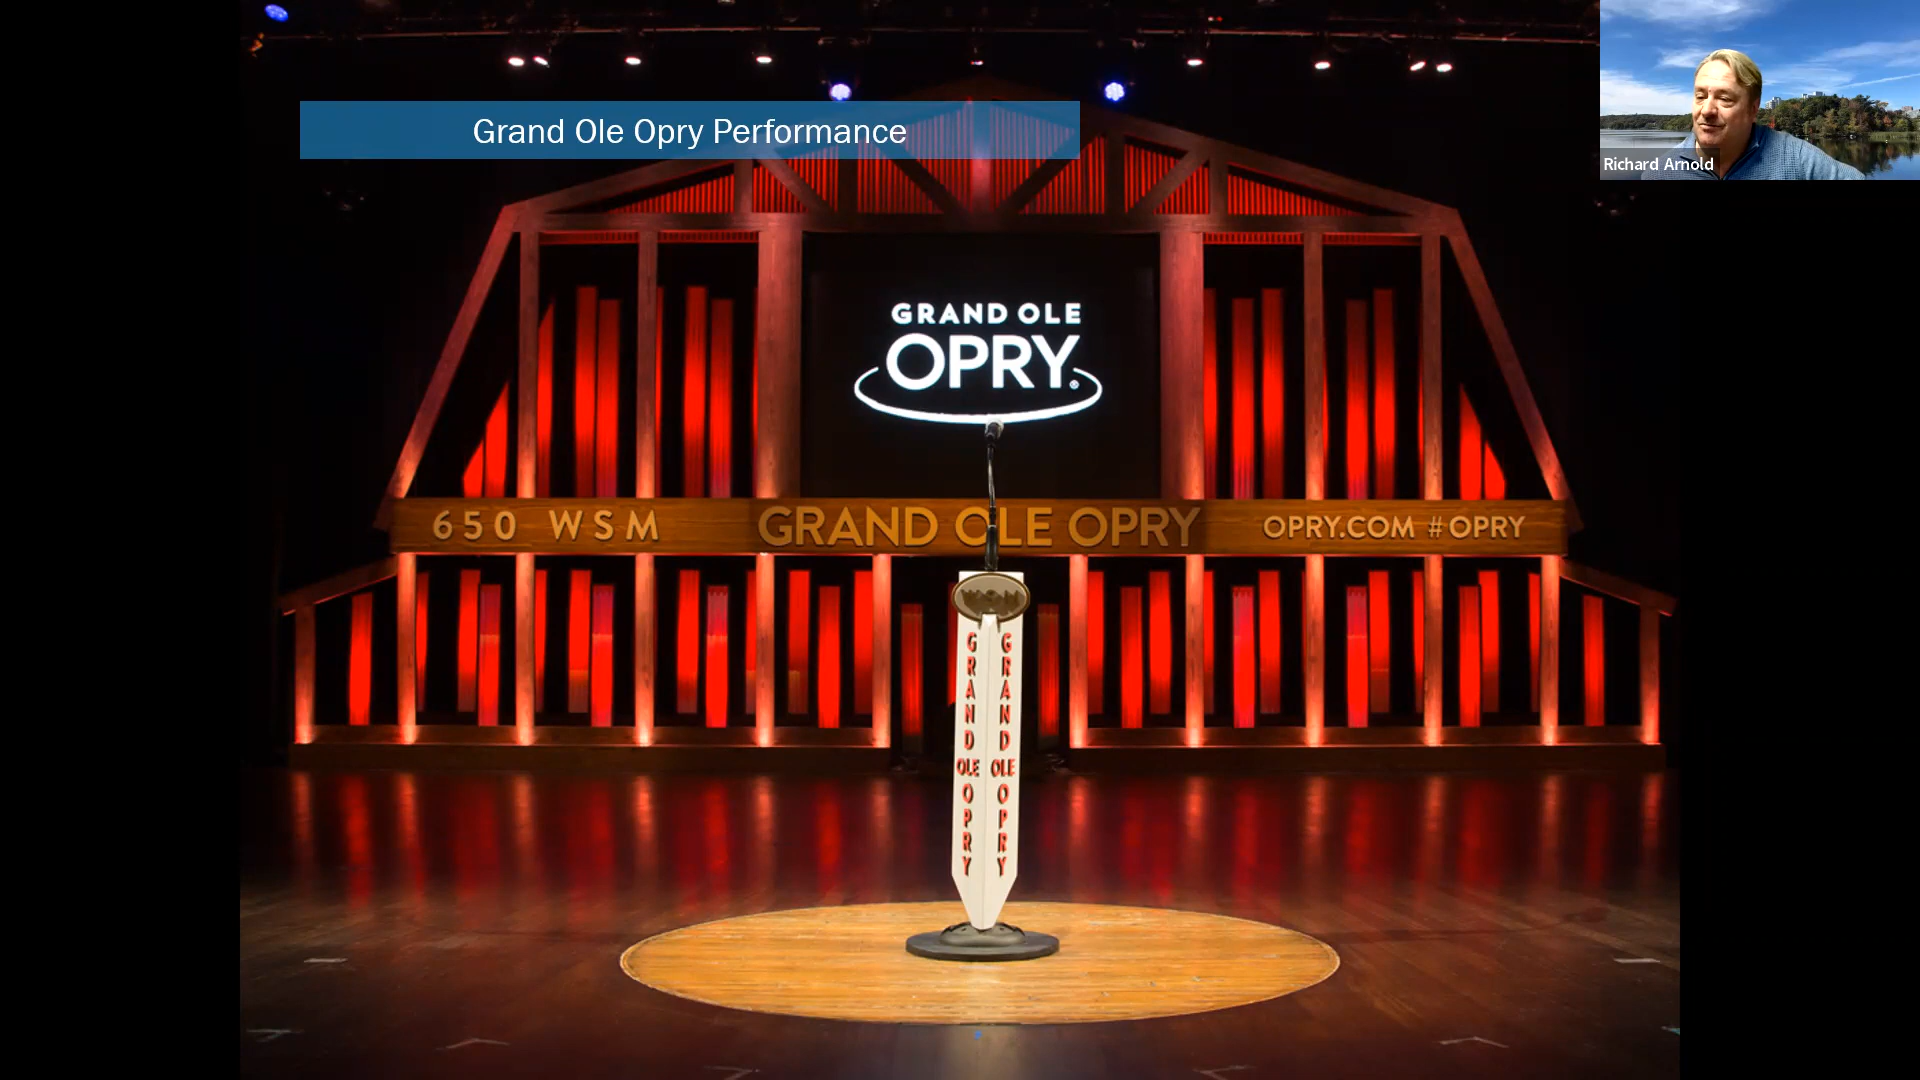 Grand Ole Opry Performance
Richard Arnold
GRAND OLE
OPRY®
650 WSM
GRAND OLE OPRY
OPRY.COM #OPRY
WSM
GRAND OLE OPRY
GRAND OLE OPRY